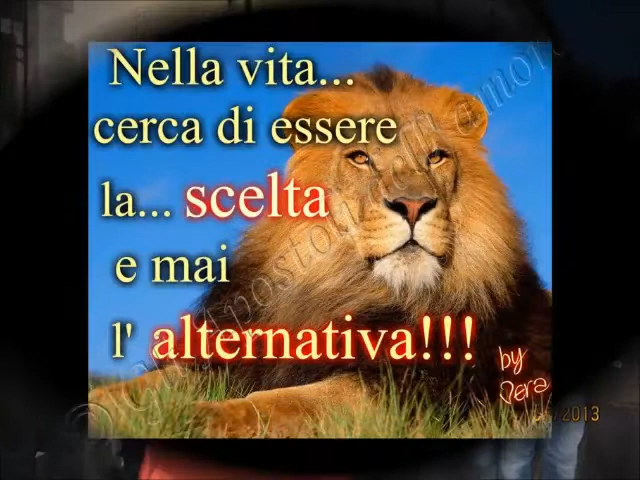 Nella vita...
cerca di essere
la... scelta
e mai
l' alternativa!!!
by
Vera
2013